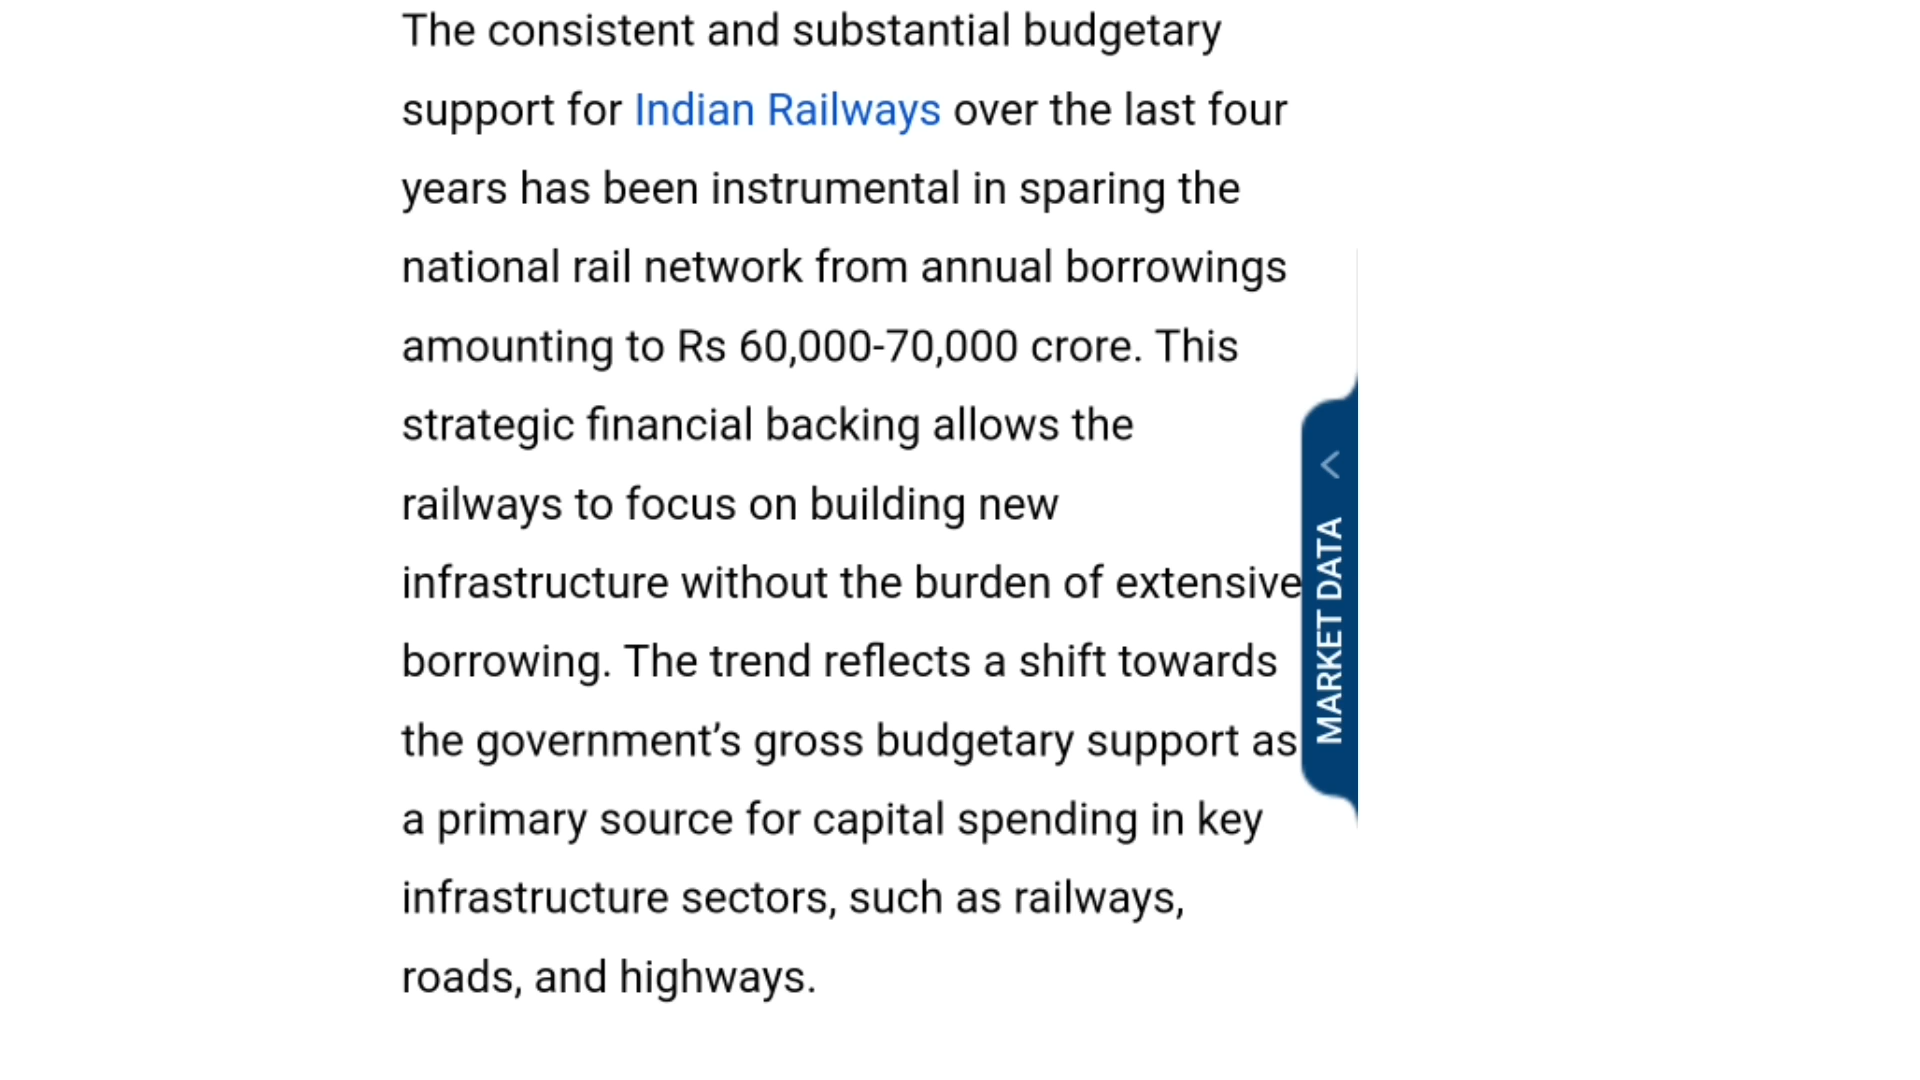 The consistent and substantial budgetary
support for Indian Railways over the last four
years has been instrumental in sparing the
national rail network from annual borrowings
amounting to Rs 60,000-70,000 crore. This
strategic financial backing allows the
railways to focus on building new
infrastructure without the burden of extensive
borrowing. The trend reflects a shift towards
the government’s gross budgetary support as
a primary source for capital spending in key
infrastructure sectors, such as railways,
roads, and highways.
MARKET DATA